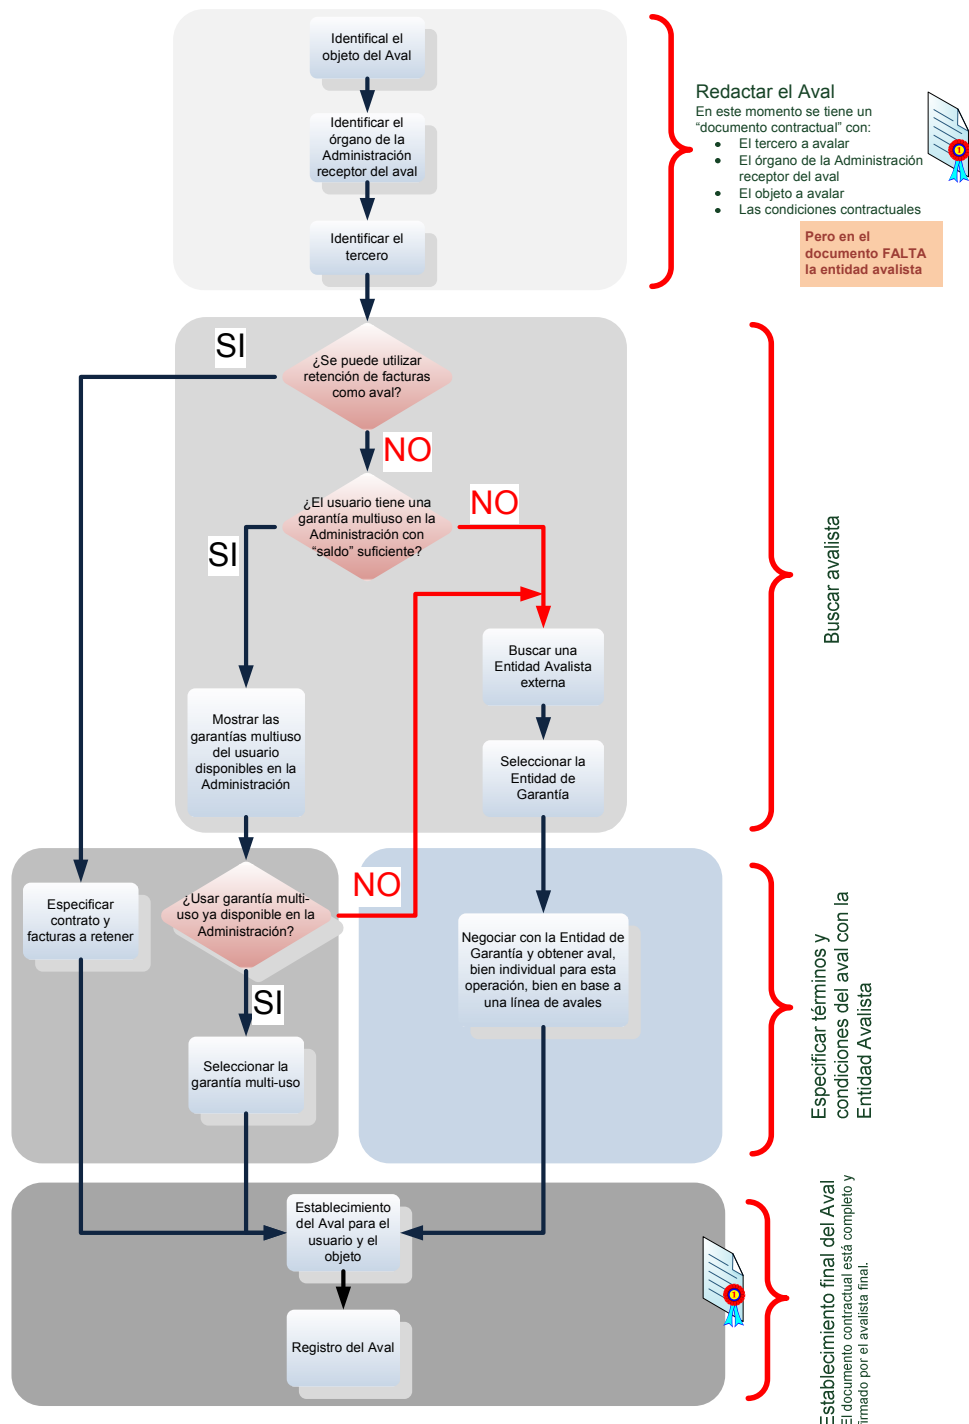 Identifical el
objeto del Aval
Identificar el
órgano de la
Administración
receptor del aval
Identificar el
tercero
Redactar el Aval
En este momento se tiene un
“documento contractual” con:
• El tercero a avalar
• El órgano de la Administración
receptor del aval
• El objeto a avalar
• Las condiciones contractuales
Pero en el
documento FALTA
la entidad avalista
SI
¿Se puede utilizar
retención de facturas
como aval?
NO
¿El usuario tiene una
garantía multiuso en la
Administración con
“saldo” suficiente?
NO
SI
Buscar una
Entidad Avalista
externa
Mostrar las
garantías multiuso
del usuario
disponibles en la
Administración
Seleccionar la
Entidad de
Garantía
Buscar avalista
Especificar
contrato y
facturas a retener
¿Usar garantía multi-
uso ya disponible en la
Administración?
NO
SI
Seleccionar la
garantía multi-uso
Negociar con la Entidad de
Garantía y obtener aval,
bien individual para esta
operación, bien en base a
una línea de avales
Especificar términos y
condiciones del aval con la
Entidad Avalista
Establecimiento
del Aval para el
usuario y el
objeto
Registro del Aval
1
1
Establecimiento final del Aval
El documento contractual está completo y
firmado por el avalista final.